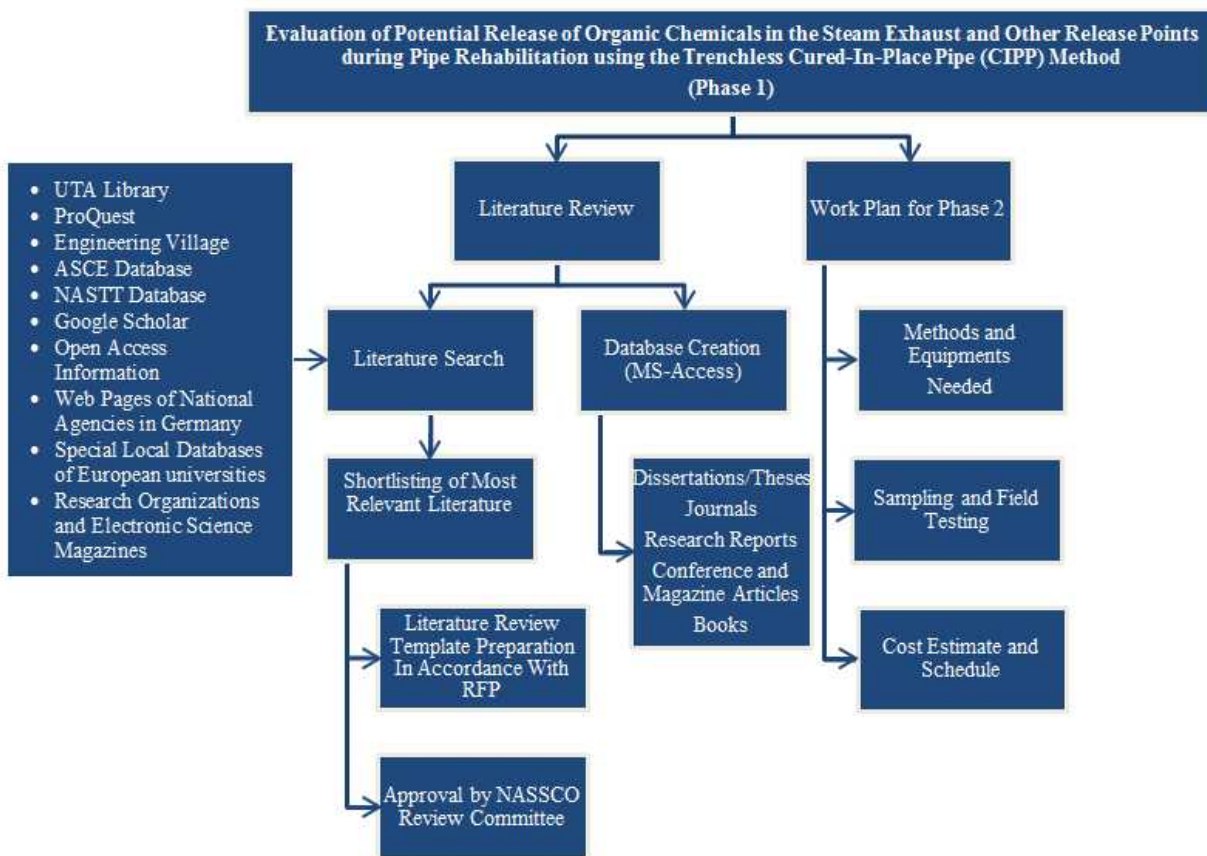 Evaluation of Potential Release of Organic Chemicals in the Steam Exhaust and Other Release Points
during Pipe Rehabilitation using the Trenchless Cured-In-Place Pipe (CIPP) Method
(Phase 1)
• UTA Library
• ProQuest
• Engineering Village
• ASCE Database
• NASTT Database
• Google Scholar
• Open Access
Information
• Web Pages of National
Agencies in Germany
• Special Local Databases
of European universities
• Research Organizations
and Electronic Science
Magazines
Literature Review
Work Plan for Phase 2
Literature Search
Database Creation
(MS-Access)
Methods and
Equipments
Needed
Shortlisting of Most
Relevant Literature
Dissertations/Theses
Journals
Research Reports
Conference and
Magazine Articles
Books
Sampling and Field
Testing
Literature Review
Template Preparation
In Accordance With
RFP
Cost Estimate and
Schedule
Approval by NASSCO
Review Committee